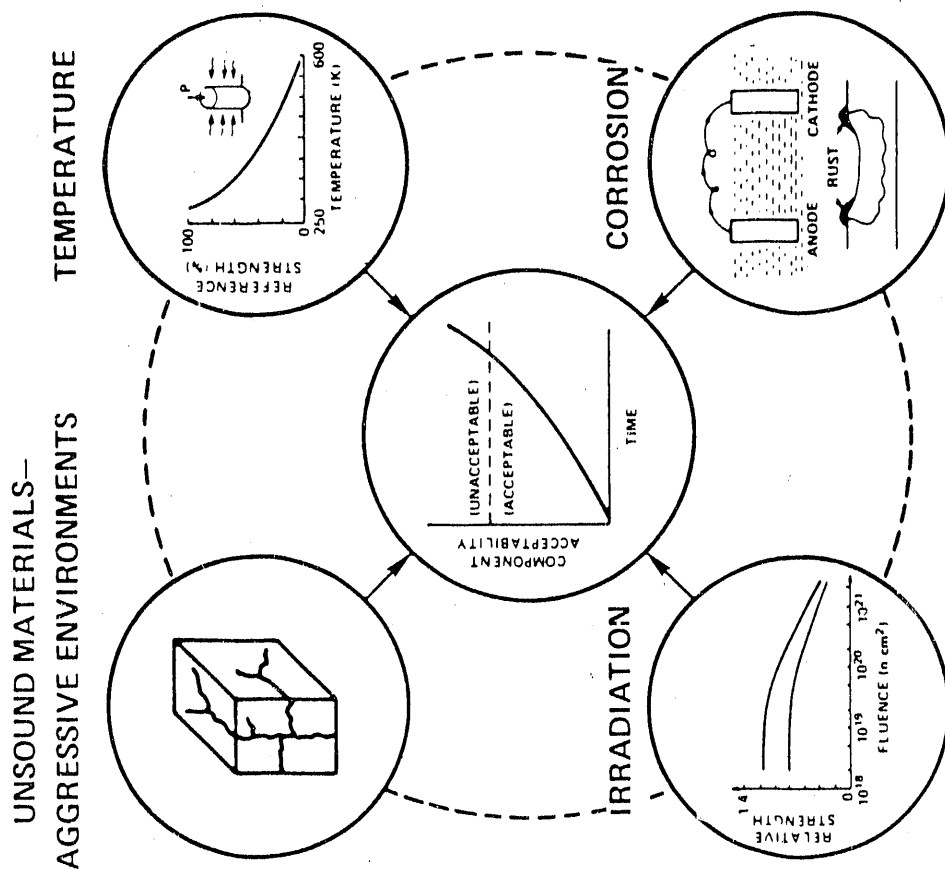 UNSOUND MATERIALS–
AGGRESSIVE ENVIRONMENTS
TEMPERATURE
REFERENCE
STRENGTH (%)
100
0
250
600
TEMPERATURE (K)
P
COMPONENT
ACCEPTABILITY
(UNACCEPTABLE)
(ACCEPTABLE)
TIME
IRRADIATION
RELATIVE
STRENGTH
1 4
0
10¹⁸
10¹⁹
10²⁰
10²¹
FLUENCE (n cm²)
CORROSION
ANODE
CATHODE
RUST